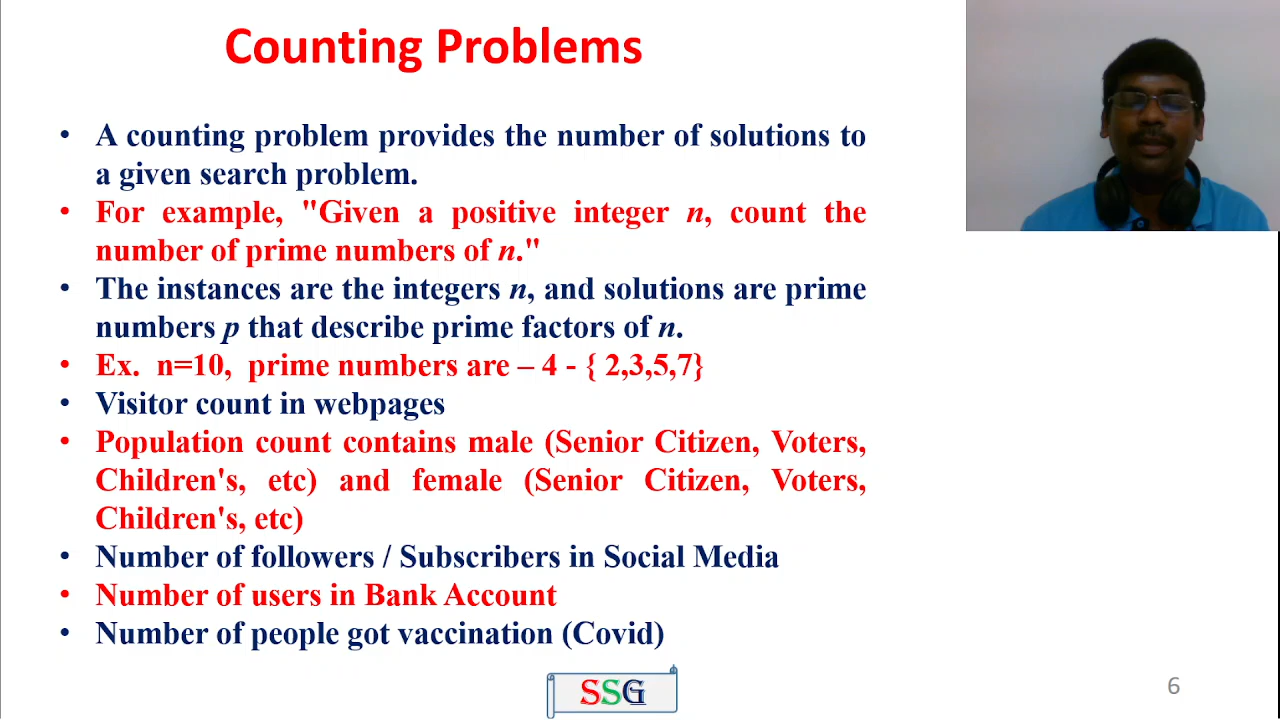 Counting Problems
• A counting problem provides the number of solutions to
a given search problem.
• For example, "Given a positive integer n, count the
number of prime numbers of n."
• The instances are the integers n, and solutions are prime
numbers p that describe prime factors of n.
• Ex. n=10, prime numbers are – 4 - { 2,3,5,7}
• Visitor count in webpages
• Population count contains male (Senior Citizen, Voters,
Children's, etc) and female (Senior Citizen, Voters,
Children's, etc)
• Number of followers / Subscribers in Social Media
• Number of users in Bank Account
• Number of people got vaccination (Covid)
SSG
6